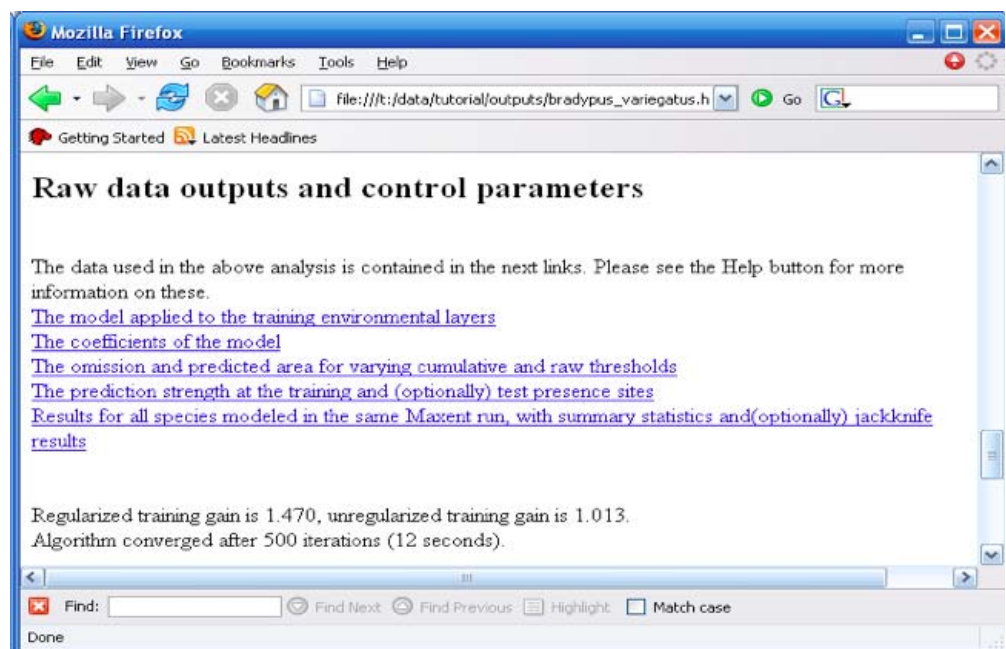 Mozilla Firefox
File Edit View Go Bookmarks Tools Help
file:///t:/data/tutorial/outputs/bradypus_variegatus.h Go G
Getting Started Latest Headlines
Raw data outputs and control parameters
The data used in the above analysis is contained in the next links. Please see the Help button for more
information on these.
The model applied to the training environmental layers
The coefficients of the model
The omission and predicted area for varying cumulative and raw thresholds
The prediction strength at the training and (optionally) test presence sites
Results for all species modeled in the same Maxent run, with summary statistics and(optionally) jackknife
results
Regularized training gain is 1.470, unregularized training gain is 1.013.
Algorithm converged after 500 iterations (12 seconds).
Find: Find Next Find Previous Highlight Match case
Done